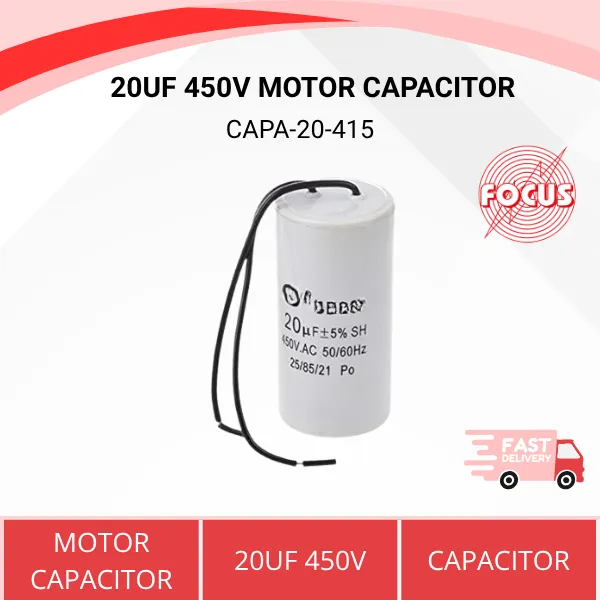 20UF 450V MOTOR CAPACITOR
CAPA-20-415
FOCUS
20µF±5% SH
450V.AC 50/60Hz
25/85/21 Po
FAST
DELIVERY
MOTOR
CAPACITOR
20UF 450V
CAPACITOR